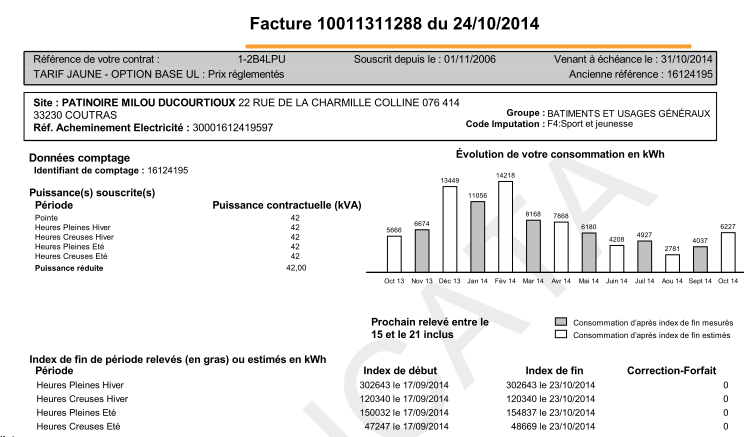 Facture 10011311288 du 24/10/2014
Référence de votre contrat : 1-2B4LPU Souscrit depuis le : 01/11/2006 Venant à échéance le : 31/10/2014
TARIF JAUNE - OPTION BASE UL : Prix réglementés Ancienne référence : 16124195
Site : PATINOIRE MILOU DUCOURTIOUX 22 RUE DE LA CHARMILLE COLLINE 076 414
33230 COUTRAS
Réf. Acheminement Electricité : 30001612419597
Groupe : BATIMENTS ET USAGES GÉNÉRAUX
Code Imputation : F4:Sport et jeunesse
Données comptage
Identifiant de comptage : 16124195
Puissance(s) souscrite(s)
Période Puissance contractuelle (kVA)
Pointe 42
Heures Pleines Hiver 42
Heures Creuses Hiver 42
Heures Pleines Eté 42
Heures Creuses Eté 42
Puissance réduite 42,00
Évolution de votre consommation en kWh
5666 6674 13449 11056 14218 8168 7868 6180 4208 4927 2781 4037 6227
Oct 13 Nov 13 Déc 13 Jan 14 Fév 14 Mar 14 Avr 14 Mai 14 Juin 14 Juil 14 Aou 14 Sept 14 Oct 14
Prochain relevé entre le
15 et le 21 inclus
Consommation d'après index de fin mesurés
Consommation d'après index de fin estimés
Index de fin de période relevés (en gras) ou estimés en kWh
Période Index de début Index de fin Correction-Forfait
Heures Pleines Hiver 302643 le 17/09/2014 302643 le 23/10/2014 0
Heures Creuses Hiver 120340 le 17/09/2014 120340 le 23/10/2014 0
Heures Pleines Eté 150032 le 17/09/2014 154837 le 23/10/2014 0
Heures Creuses Eté 47247 le 17/09/2014 48669 le 23/10/2014 0